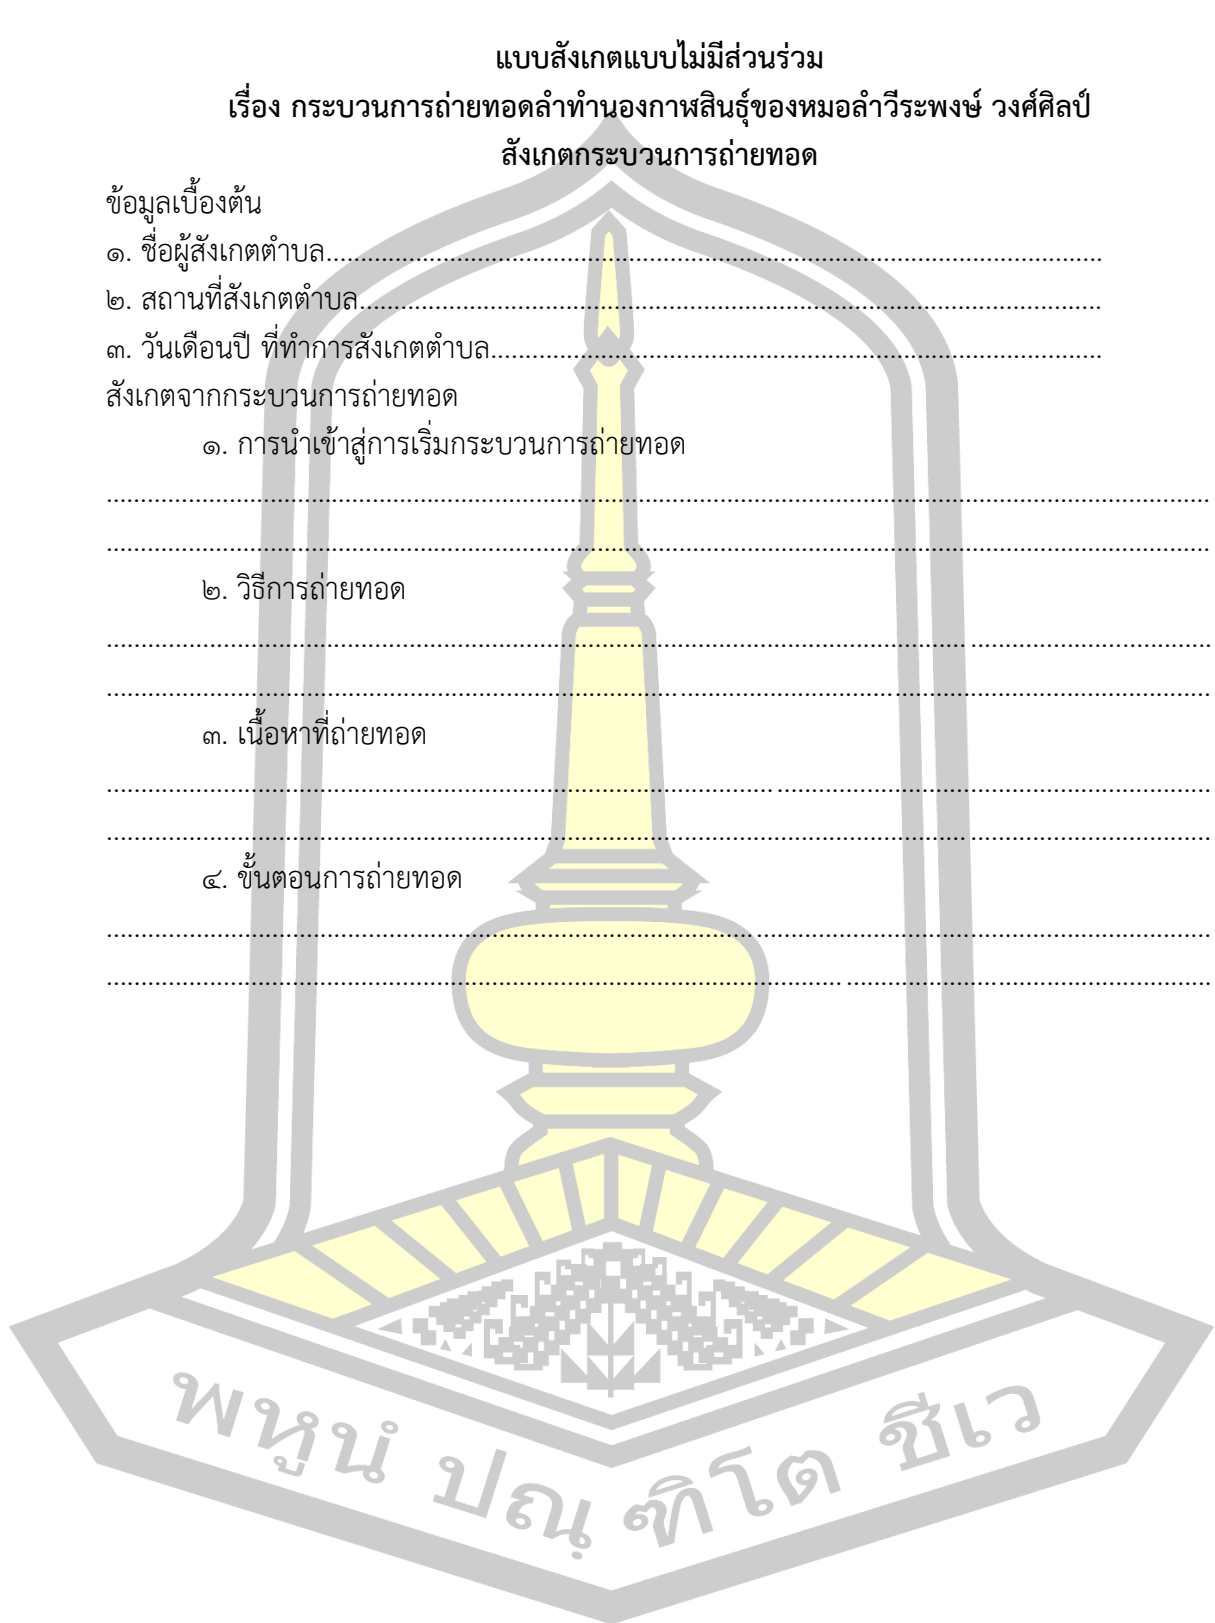 แบบสังเกตแบบไม่มีส่วนร่วม
เรื่อง กระบวนการถ่ายทอดลำทำนองกาฬสินธุ์ของหมอลำวีระพงษ์ วงศ์ศิลป์
สังเกตกระบวนการถ่ายทอด
ข้อมูลเบื้องต้น
๑. ชื่อผู้สังเกตตำบล..............................................................................................................
๒. สถานที่สังเกตตำบล.........................................................................................................
๓. วันเดือนปี ที่ทำการสังเกตตำบล.......................................................................................
สังเกตจากกระบวนการถ่ายทอด
๑. การนำเข้าสู่การเริ่มกระบวนการถ่ายทอด
................................................................................................................................................................
................................................................................................................................................................
๒. วิธีการถ่ายทอด
................................................................................................................................................................
................................................................................................................................................................
๓. เนื้อหาที่ถ่ายทอด
................................................................................................................................................................
................................................................................................................................................................
๔. ขั้นตอนการถ่ายทอด
................................................................................................................................................................
................................................................................................................................................................
พหูนํ ปณฺฑิโต ชีเว